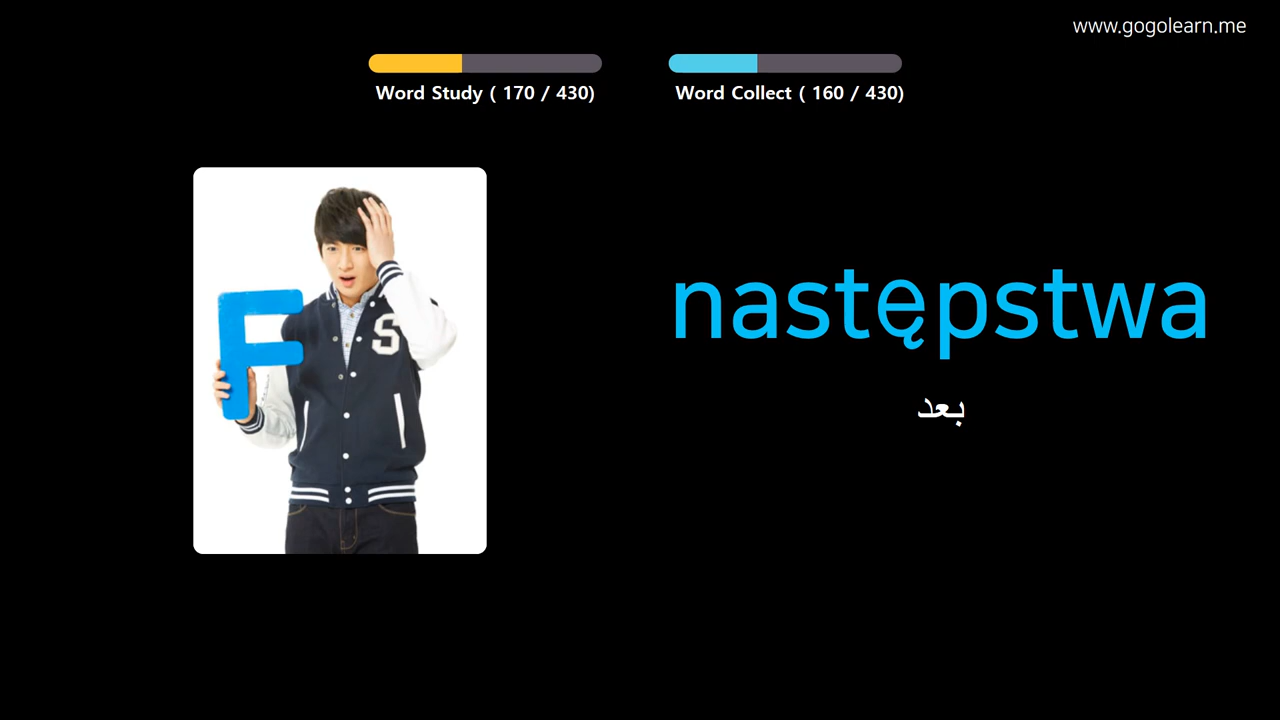 www.gogolearn.me
Word Study ( 170 / 430)
Word Collect ( 160 / 430)
F
S
następstwa
بعد